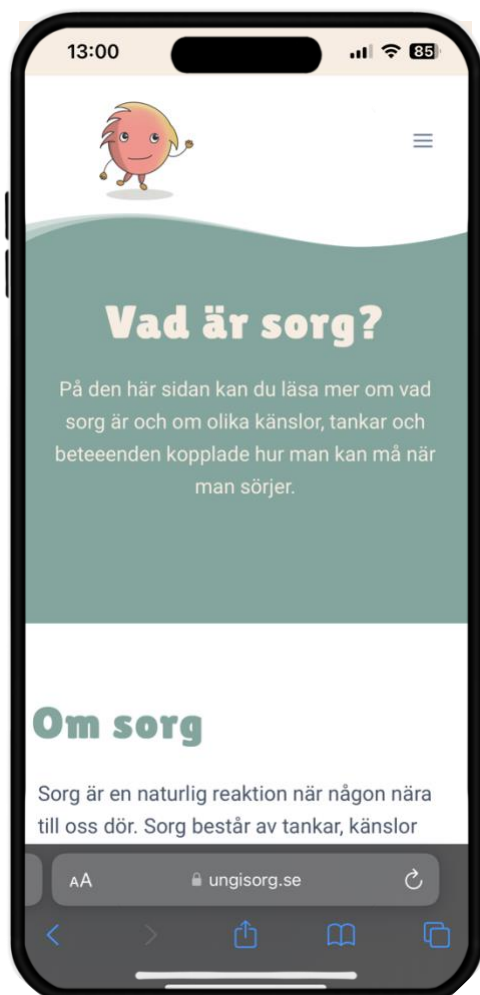 13:00
85
Vad är sorg?
På den här sidan kan du läsa mer om vad
sorg är och om olika känslor, tankar och
beteeenden kopplade hur man kan må när
man sörjer.
Om sorg
Sorg är en naturlig reaktion när någon nära
till oss dör. Sorg består av tankar, känslor
AA
ungisorg.se